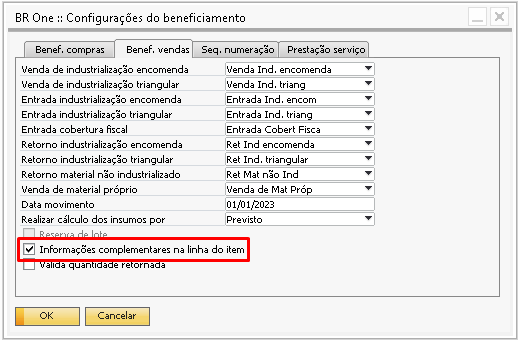 BR One :: Configurações do beneficiamento
Benef. compras Benef. vendas Seq. numeração Prestação serviço
Venda de industrialização encomenda Venda Ind. encomenda
Venda de industrialização triangular Venda Ind. triang
Entrada industrialização encomenda Entrada Ind. encom
Entrada industrialização triangular Entrada Ind. triang
Entrada cobertura fiscal Entrada Cobert Fisca
Retorno industrialização encomenda Ret Ind encomenda
Retorno industrialização triangular Ret Ind. triangular
Retorno material não industrializado Ret Mat não Ind
Venda de material próprio Venda de Mat Próp
Data movimento 01/01/2023
Realizar cálculo dos insumos por Previsto
Reserva de lote
Informações complementares na linha do item
Valida quantidade retornada
OK Cancelar